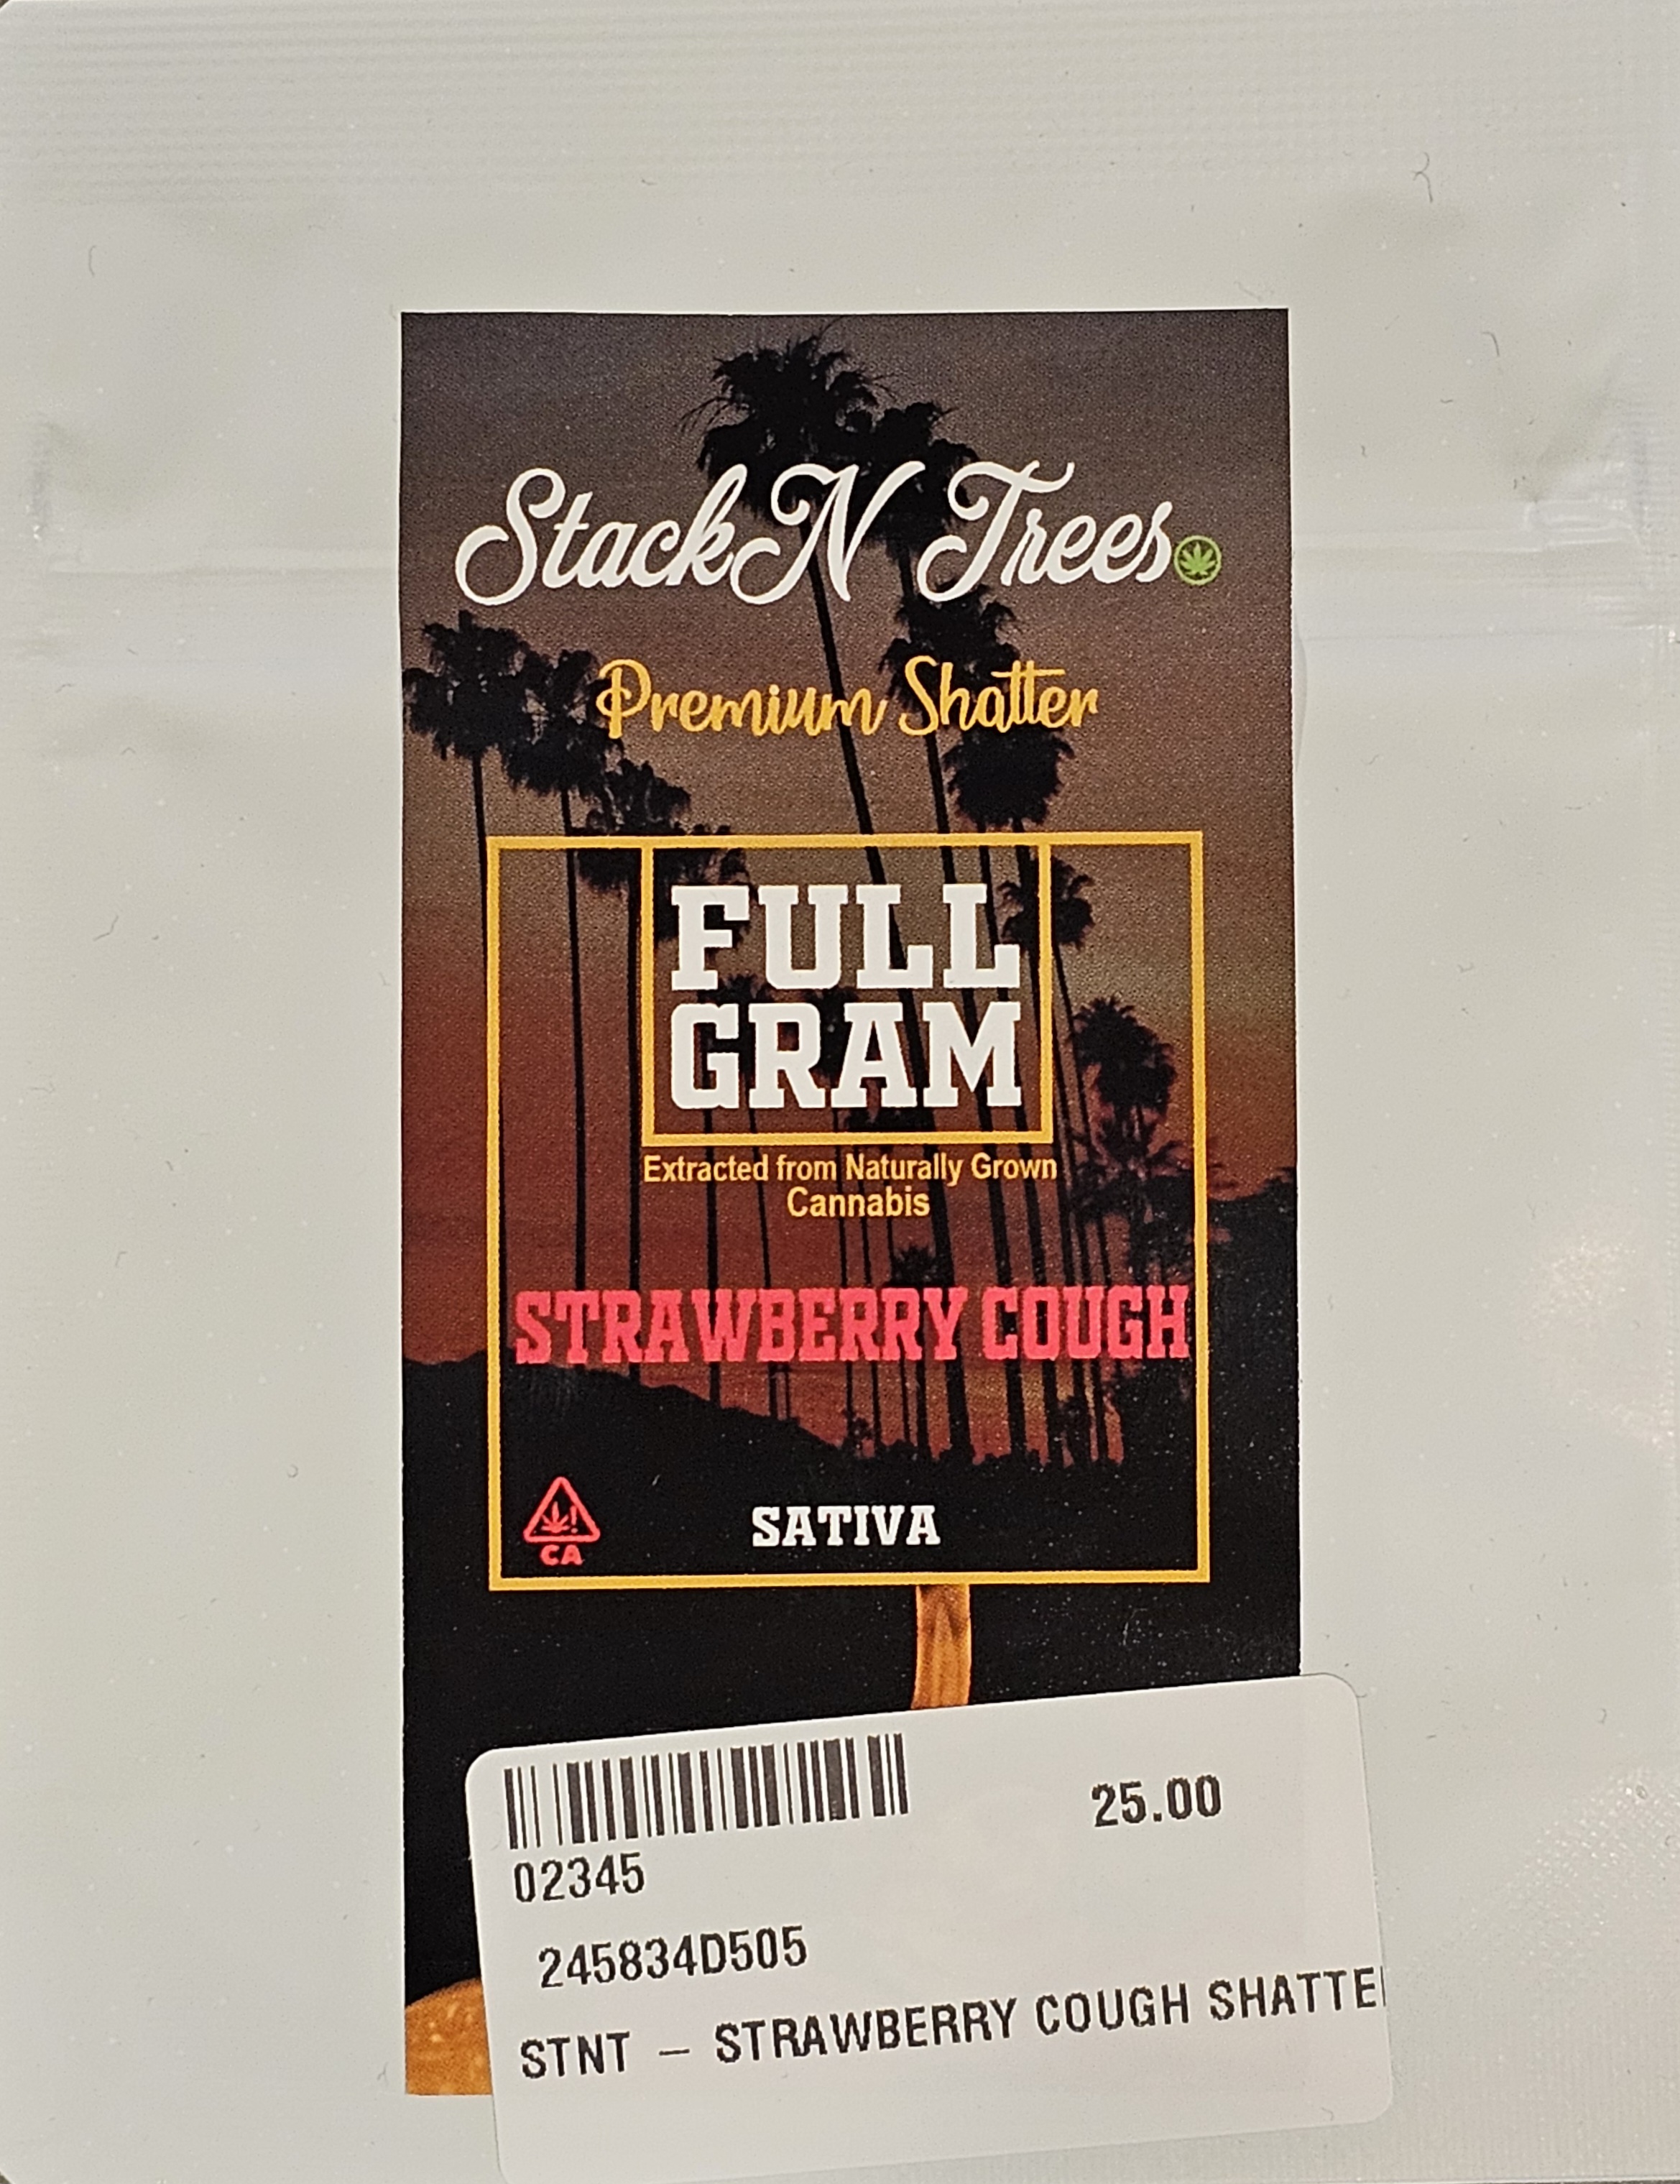 StackN Trees
Premium Shatter
FULL
GRAM
Extracted from Naturally Grown
Cannabis
STRAWBERRY COUGH
SATIVA
CA
25.00
02345
245834D505
STNT - STRAWBERRY COUGH SHATTE